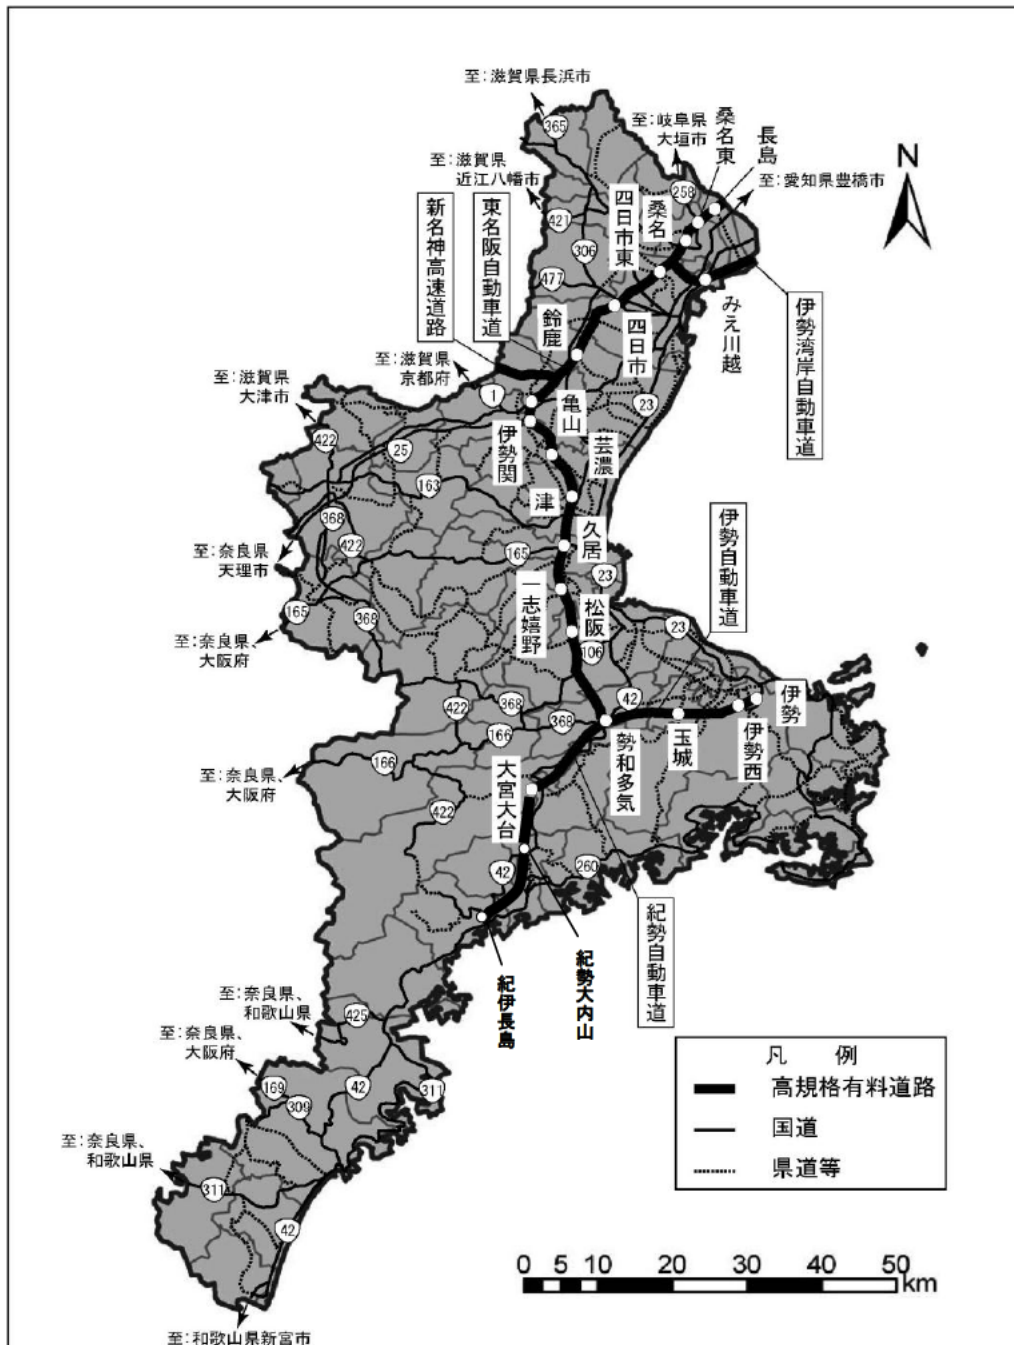 至：滋賀県長浜市
365
至：岐阜県
大垣市
桑名東
長島
至：愛知県豊橋市
258
N
至：滋賀県
近江八幡市
421
306
477
四日市東
桑名
新名神高速道路
東名阪自動車道
鈴鹿
四日市
みえ川越
伊勢湾岸自動車道
至：滋賀県
京都府
至：滋賀県
大津市
1
23
亀山
伊勢関
芸濃
422
25
163
津
368
422
久居
165
23
伊勢自動車道
至：奈良県
天理市
165
368
一志嬉野
松阪
106
23
至：奈良県、
大阪府
422
368
166
368
42
伊勢
伊勢西
玉城
勢和多気
166
至：奈良県、
大阪府
大宮大台
422
42
260
紀勢自動車道
紀伊長島
紀勢大内山
至：奈良県、
和歌山県
425
至：奈良県、
大阪府
169
309
42
311
至：奈良県、
和歌山県
311
42
至：和歌山県新宮市
凡　例
高規格有料道路
国道
県道等
0 5 10 20 30 40 50
km